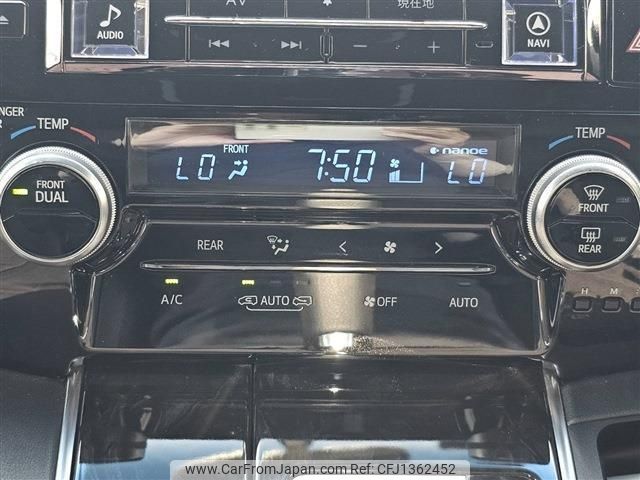 AV
現在地
AUDIO
NAVI
NGER
TEMP
FRONT
DUAL
LO
FRONT
7:50
nanoe
LO
TEMP
FRONT
REAR
REAR
A/C
AUTO
OFF
AUTO
H M :
www.CarFromJapan.com - CFJ1362452